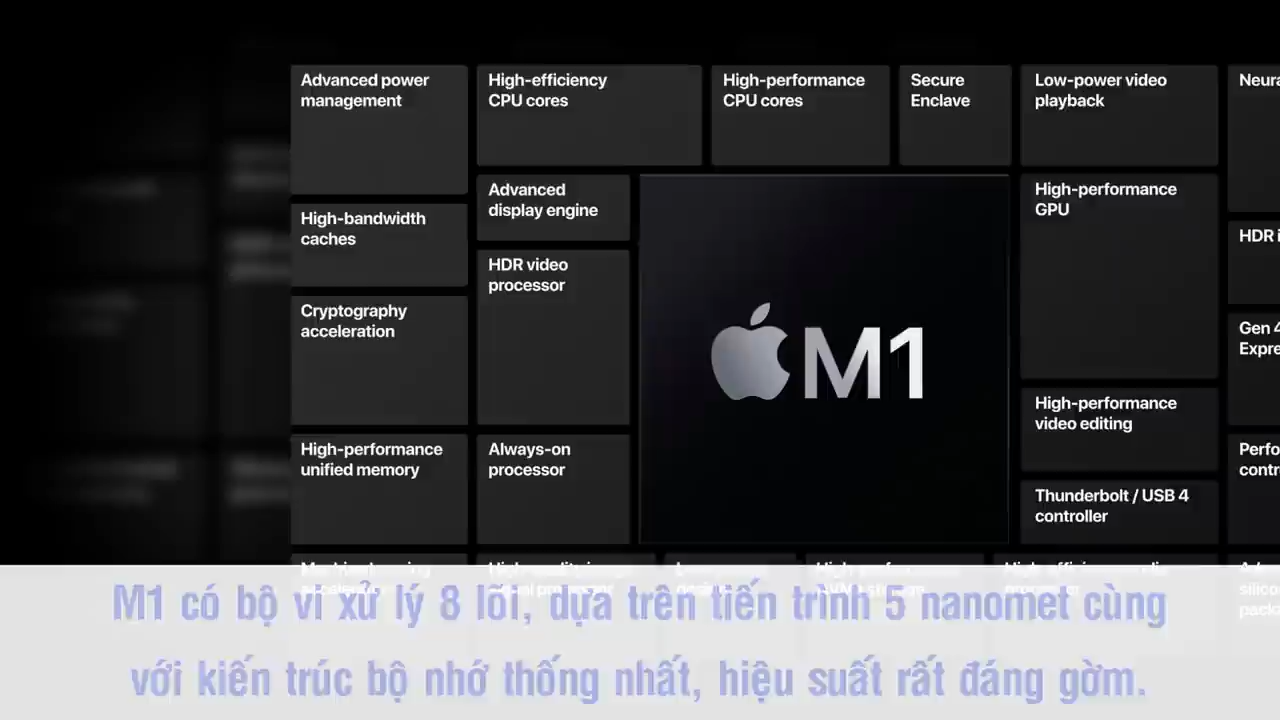 Advanced power
management
High-efficiency
CPU cores
High-performance
CPU cores
Secure
Enclave
Low-power video
playback
Advanced
display engine
High-performance
GPU
High-bandwidth
caches
HDR
HDR video
processor
Cryptography
acceleration
M1
Gen
High-performance
video editing
High-performance
unified memory
Always-on
processor
Thunderbolt / USB 4
controller
M1 có bộ vi xử lý 8 lõi, dựa trên tiến trình 5 nanomet cùng
với kiến trúc bộ nhớ thống nhất, hiệu suất rất đáng gờm.